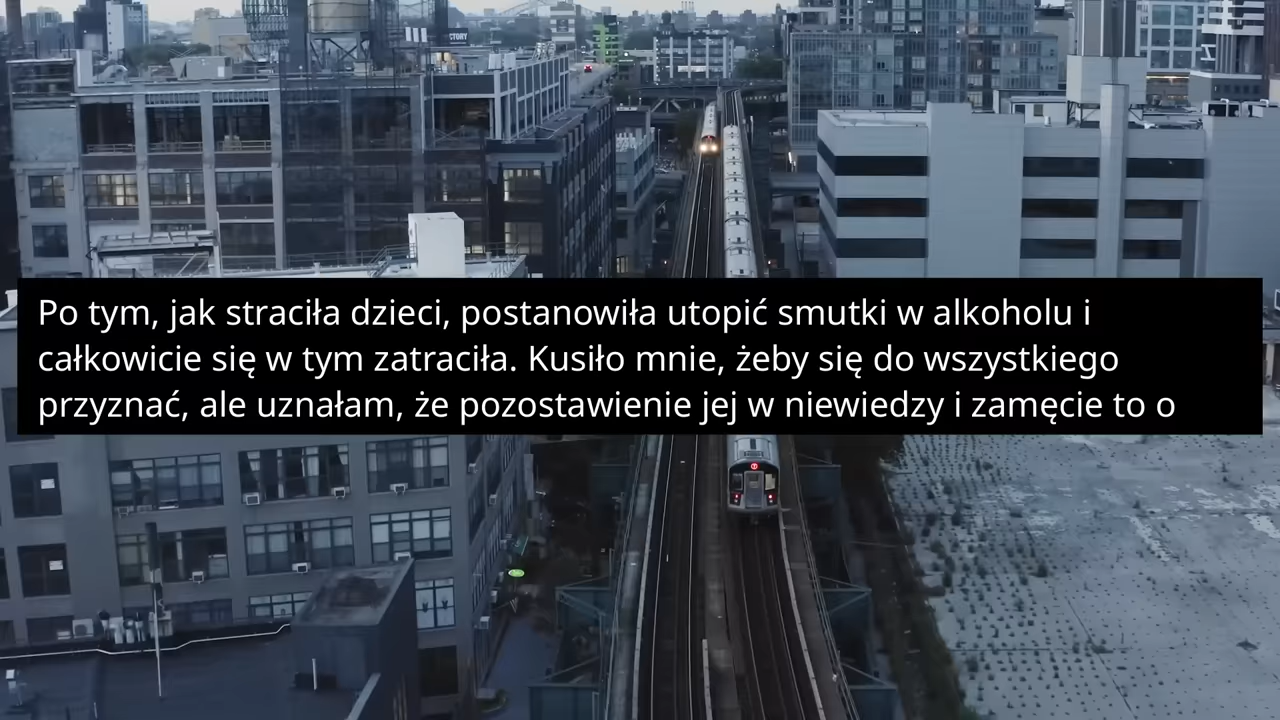 CTORY
Po tym, jak straciła dzieci, postanowiła utopić smutki w alkoholu i
całkowicie się w tym zatraciła. Kusiło mnie, żeby się do wszystkiego
przyznać, ale uznałam, że pozostawienie jej w niewiedzy i zamęcie to o